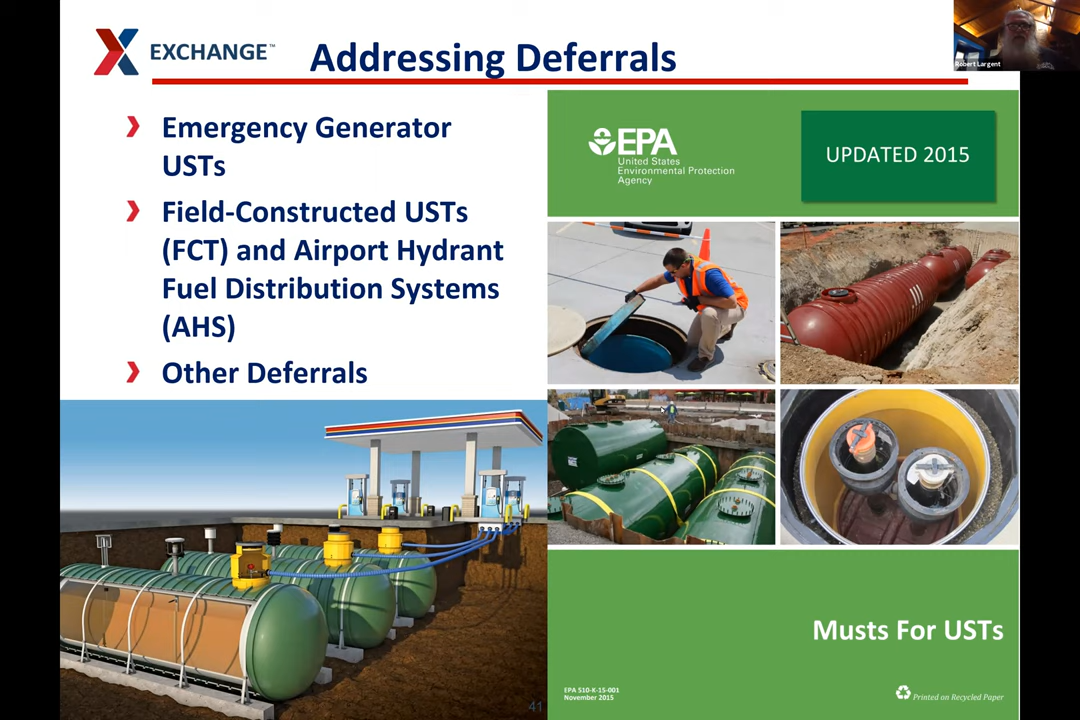 EXCHANGE™
Addressing Deferrals
Robert Largent
Emergency Generator
USTs
Field-Constructed USTs
(FCT) and Airport Hydrant
Fuel Distribution Systems
(AHS)
Other Deferrals
EPA
United States
Environmental Protection
Agency
UPDATED 2015
Musts For USTs
EPA 510-K-15-001
November 2015
Printed on Recycled Paper
41